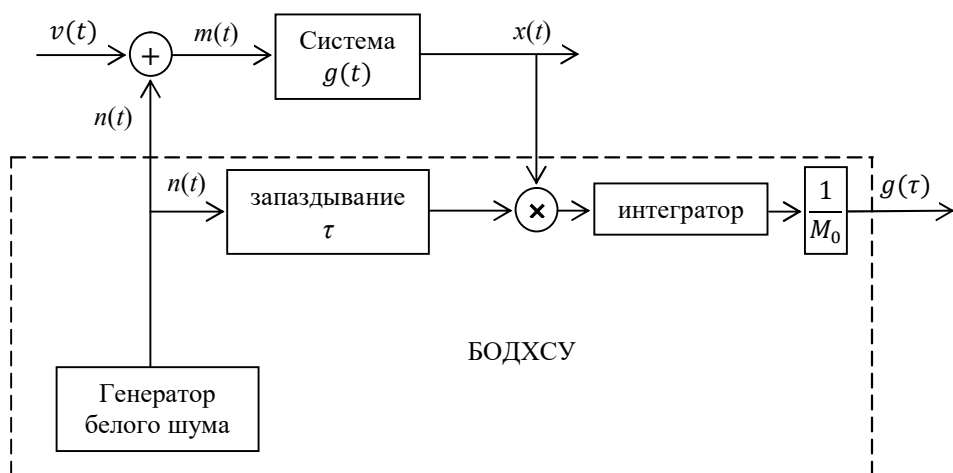 v(t)
+
m(t)
Система
g(t)
x(t)
n(t)
n(t)
запаздывание
τ
×
интегратор
1
M₀
g(τ)
БОДХСУ
Генератор
белого шума